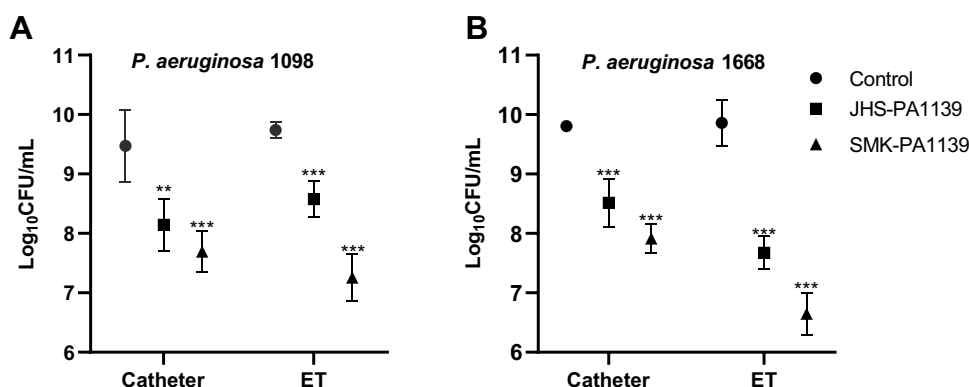 A
P. aeruginosa 1098
Log10CFU/mL
11
10
9
8
7
6
**
***
***
***
Catheter
ET
B
P. aeruginosa 1668
Log10CFU/mL
11
10
9
8
7
6
***
***
***
***
Catheter
ET
Control
JHS-PA1139
SMK-PA1139